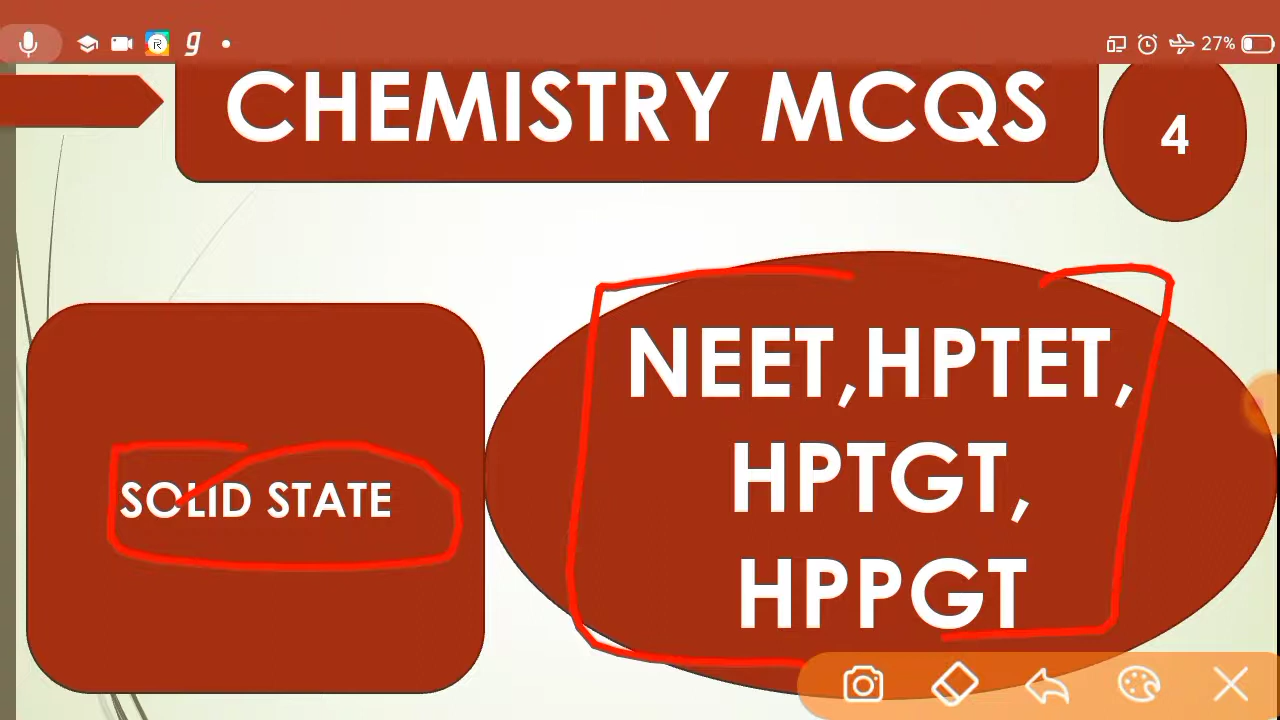 27%
CHEMISTRY MCQS
4
SOLID STATE
NEET,HPTET,
HPTGT,
HPPGT